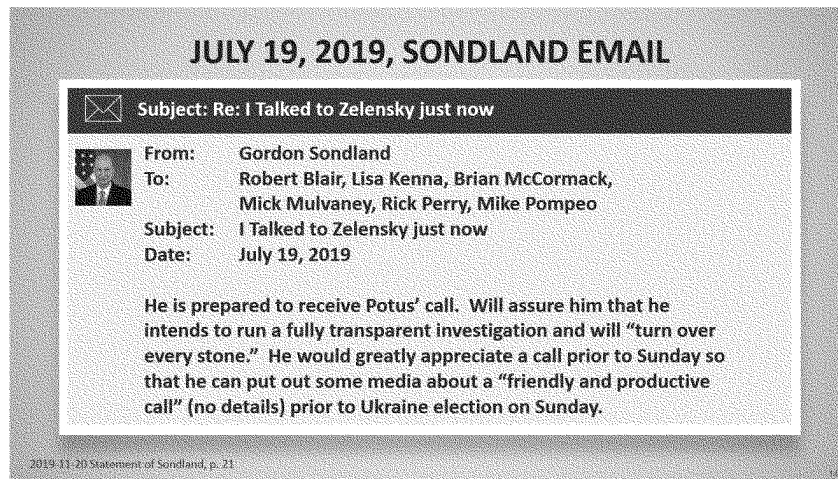 JULY 19, 2019, SONDLAND EMAIL
Subject: Re: I Talked to Zelensky just now
From: Gordon Sondland
To: Robert Blair, Lisa Kenna, Brian McCormack,
Mick Mulvaney, Rick Perry, Mike Pompeo
Subject: I Talked to Zelensky just now
Date: July 19, 2019
He is prepared to receive Potus’ call. Will assure him that he
intends to run a fully transparent investigation and will “turn over
every stone.” He would greatly appreciate a call prior to Sunday so
that he can put out some media about a “friendly and productive
call” (no details) prior to Ukraine election on Sunday.
2019-11-20 Statement of Sondland, p. 21